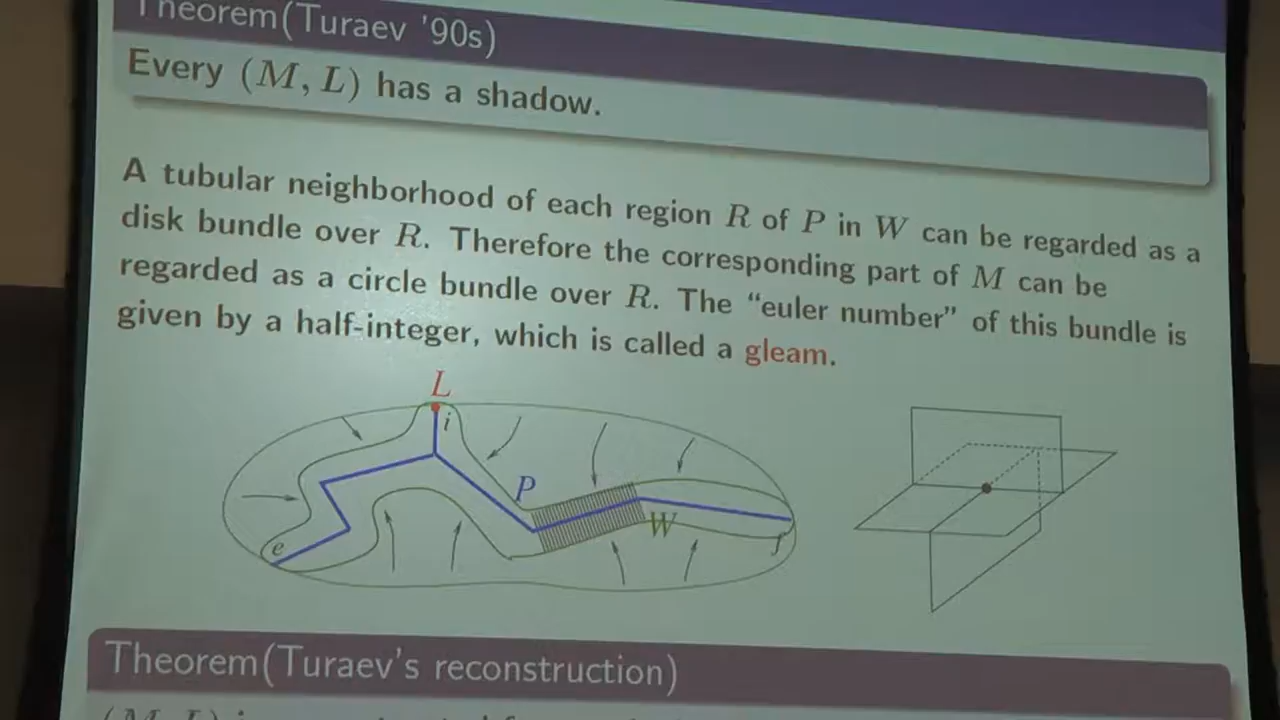 Theorem(Turaev '90s)
Every (M, L) has a shadow.
A tubular neighborhood of each region R of P in W can be regarded as a
disk bundle over R. Therefore the corresponding part of M can be
regarded as a circle bundle over R. The “euler number” of this bundle is
given by a half-integer, which is called a gleam.
L
i
P
W
e
f
Theorem(Turaev's reconstruction)